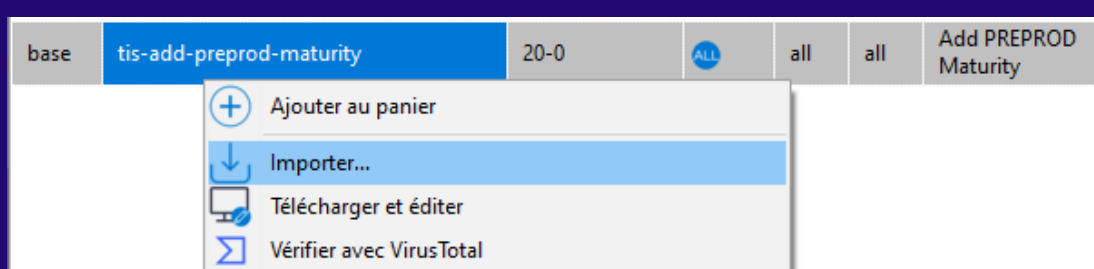 base tis-add-preprod-maturity 20-0 ALL all all Add PREPROD
Maturity
Ajouter au panier
Importer...
Télécharger et éditer
Vérifier avec VirusTotal